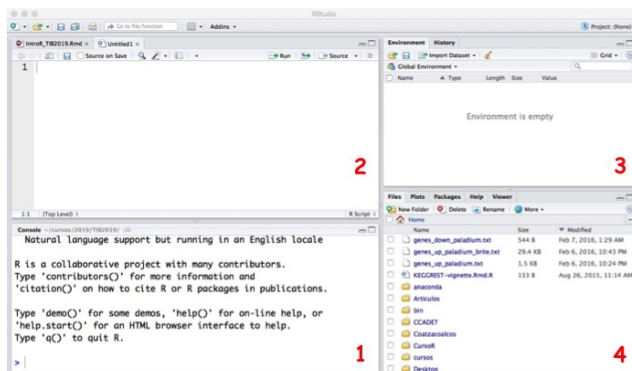 RStudio
Go to file/function
Addins
Project: (None)
IntroR_TIB2019.Rmd
Untitled1
Source on Save
Run
Source
1
2
1:1
(Top Level)
R Script
Console ~/cursos/2019/TIB2019/
Natural language support but running in an English locale
R is a collaborative project with many contributors.
Type 'contributors()' for more information and
'citation()' on how to cite R or R packages in publications.
Type 'demo()' for some demos, 'help()' for on-line help, or
'help.start()' for an HTML browser interface to help.
Type 'q()' to quit R.
>
1
Environment History
Import Dataset
Grid
Global Environment
Name Type Length Size Value
Environment is empty
3
Files Plots Packages Help Viewer
New Folder Delete Rename More
Home
Name Size Modified
genes_down_paladium.txt 544 B Feb 7, 2016, 1:29 AM
genes_up_paladium_brite.txt 29.4 KB Feb 6, 2016, 10:43 PM
genes_up_paladium.txt 1.5 KB Feb 6, 2016, 10:24 PM
KEGGREST-vignette.Rmd.R 133 B Aug 26, 2015, 11:14 AM
anaconda
Articulos
bin
CCADET
Coatzacoalcos
CursoR
cursos
Desktop
4